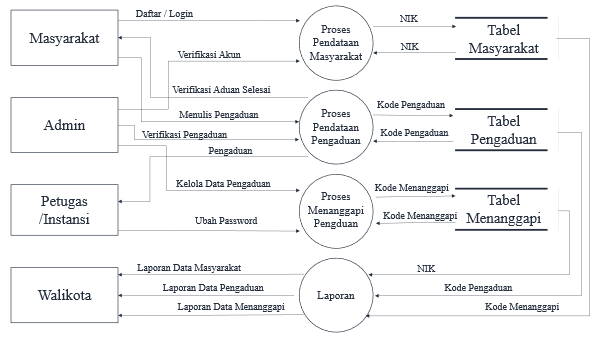 Daftar / Login
NIK
Masyarakat
Proses
Pendataan
Masyarakat
Tabel
Masyarakat
NIK
Verifikasi Akun
Verifikasi Aduan Selesai
Menulis Pengaduan
Kode Pengaduan
Admin
Proses
Pendataan
Pengaduan
Tabel
Pengaduan
Verifikasi Pengaduan
Kode Pengaduan
Pengaduan
Kelola Data Pengaduan
Kode Menanggapi
Petugas
/Instansi
Proses
Menanggapi
Pengduan
Tabel
Menanggapi
Ubah Password
Kode Menanggapi
Laporan Data Masyarakat
NIK
Walikota
Laporan Data Pengaduan
Laporan
Kode Pengaduan
Laporan Data Menanggapi
Kode Menanggapi